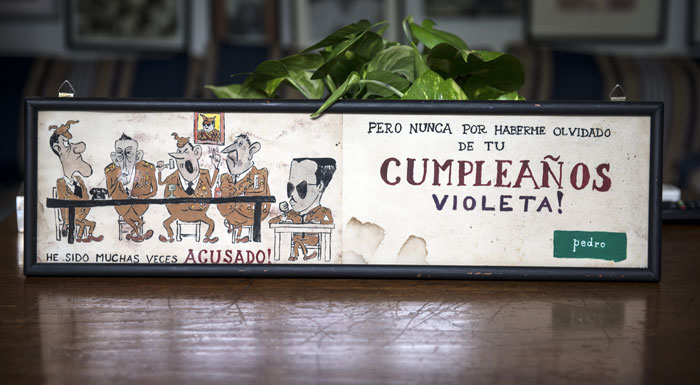 HE SIDO MUCHAS VECES ACUSADO!
PERO NUNCA POR HABERME OLVIDADO
DE TU
CUMPLEAÑOS
VIOLETA!
pedro